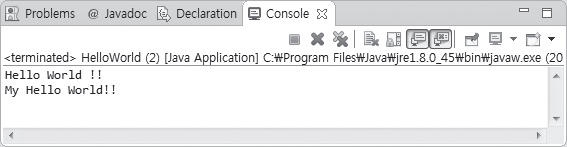 Problems @ Javadoc Declaration Console
<terminated> HelloWorld (2) [Java Application] C:₩Program Files₩Java₩jre1.8.0_45₩bin₩javaw.exe (20
Hello World !!
My Hello World!!